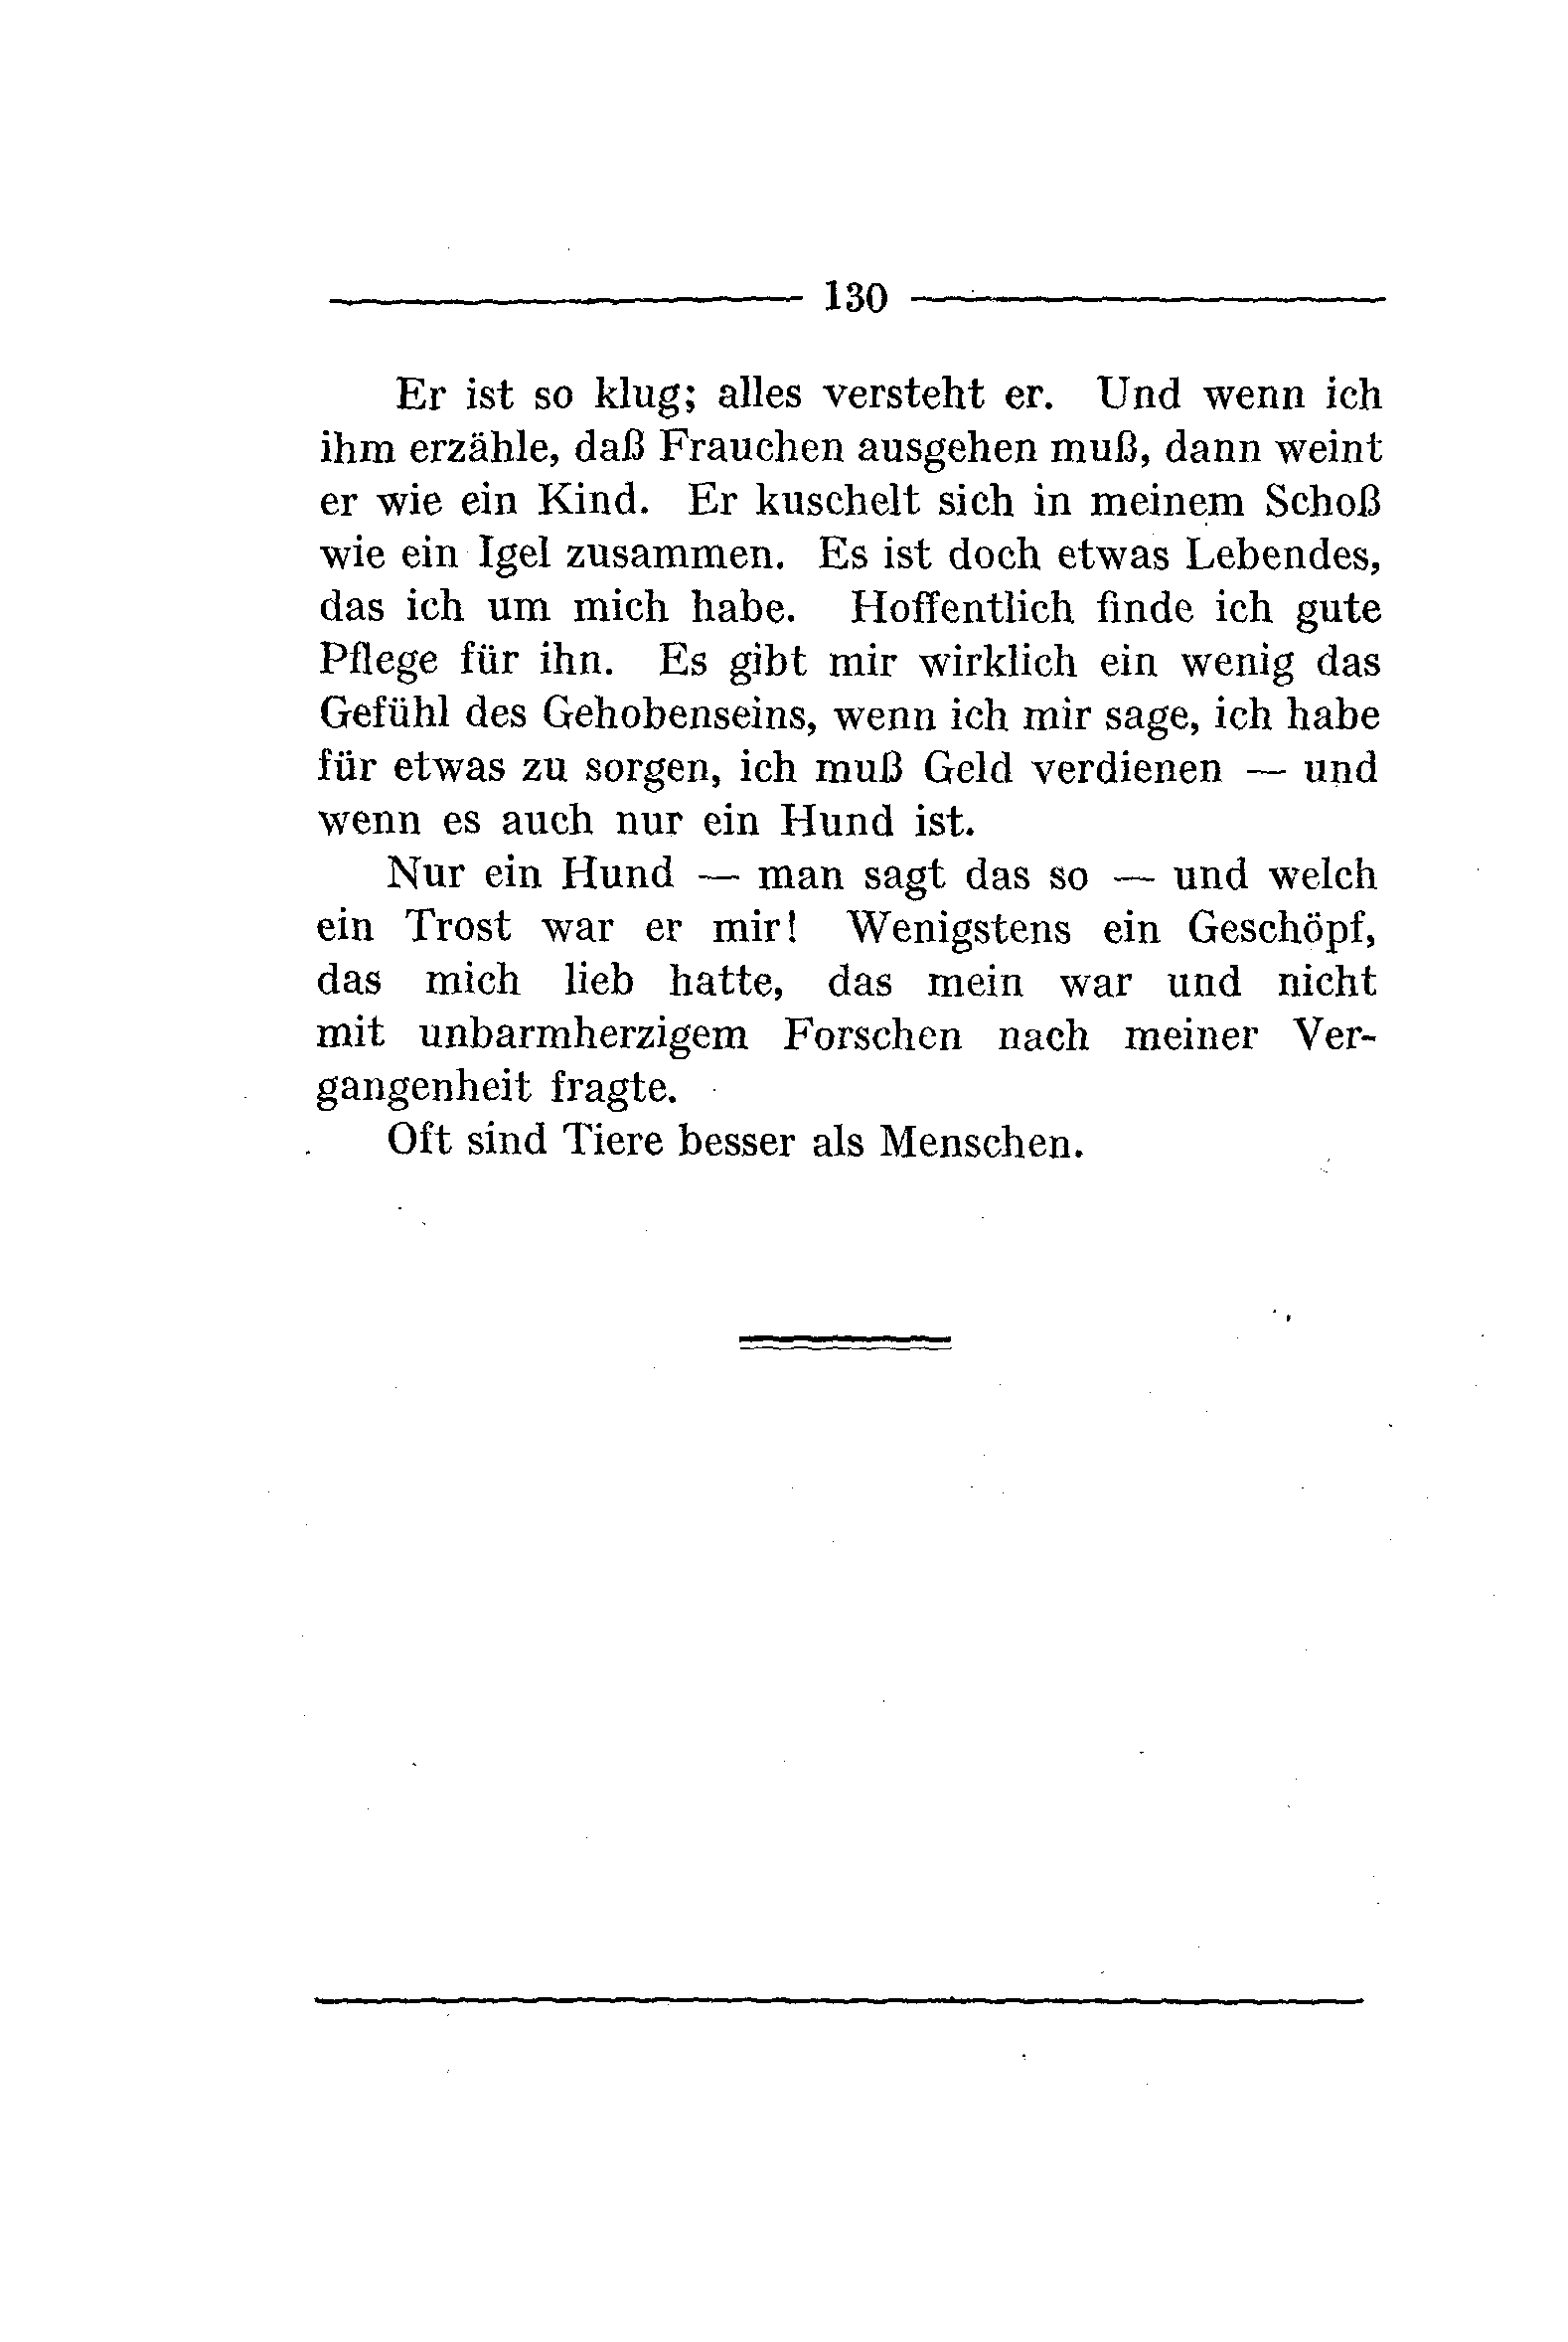 130
Er ist so klug; alles versteht er. Und wenn ich
ihm erzähle, daß Frauchen ausgehen muß, dann weint
er wie ein Kind. Er kuschelt sich in meinem Schoß
wie ein Igel zusammen. Es ist doch etwas Lebendes,
das ich um mich habe. Hoffentlich finde ich gute
Pflege für ihn. Es gibt mir wirklich ein wenig das
Gefühl des Gehobenseins, wenn ich mir sage, ich habe
für etwas zu sorgen, ich muß Geld verdienen — und
wenn es auch nur ein Hund ist.
Nur ein Hund — man sagt das so — und welch
ein Trost war er mir! Wenigstens ein Geschöpf,
das mich lieb hatte, das mein war und nicht
mit unbarmherzigem Forschen nach meiner Ver-
gangenheit fragte.
Oft sind Tiere besser als Menschen.